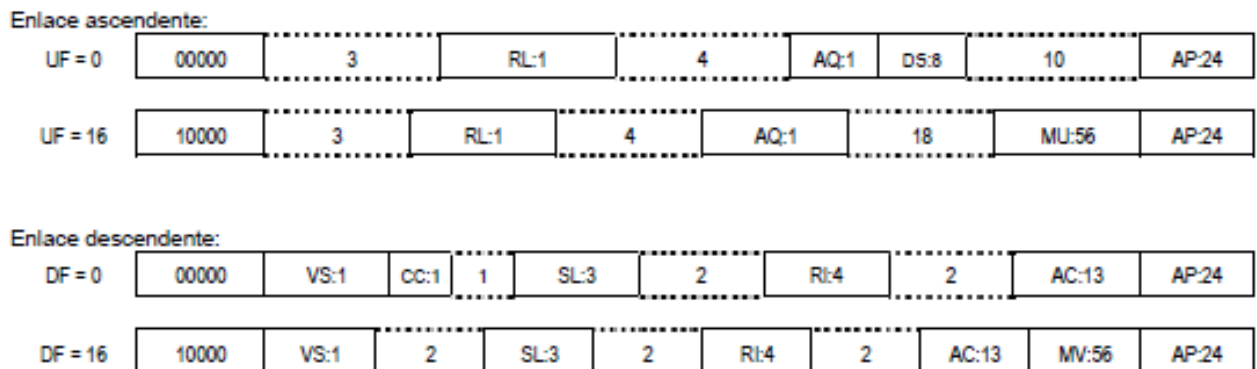 Enlace ascendente:
UF = 0 00000 3 RL:1 4 AQ:1 DS:8 10 AP:24
UF = 16 10000 3 RL:1 4 AQ:1 18 MU:56 AP:24
Enlace descendente:
DF = 0 00000 VS:1 CC:1 1 SL:3 2 RI:4 2 AC:13 AP:24
DF = 16 10000 VS:1 2 SL:3 2 RI:4 2 AC:13 MV:56 AP:24